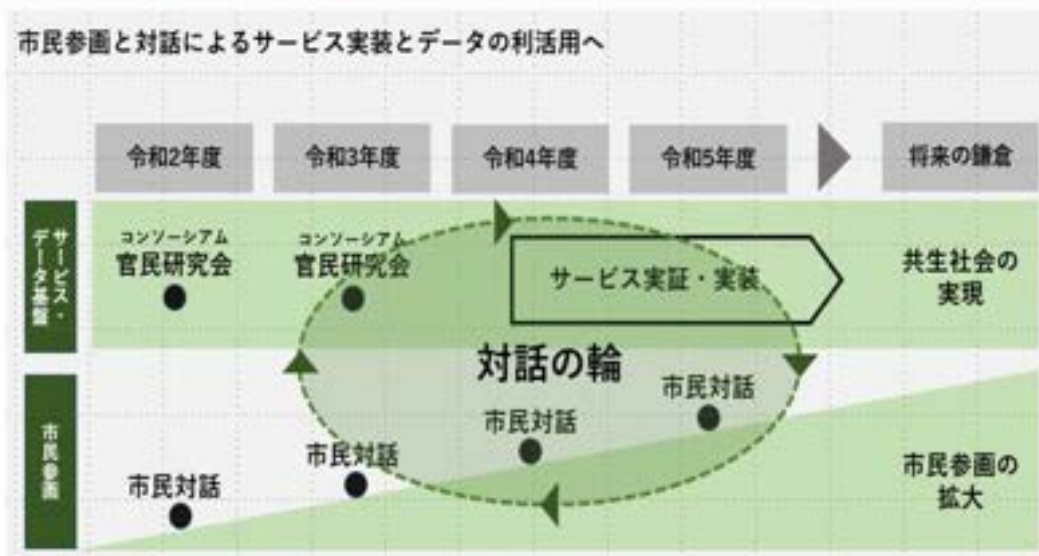 市民参画と対話によるサービス実装とデータの利活用へ
令和2年度
令和3年度
令和4年度
令和5年度
将来の鎌倉
サービス・
データ基盤
コンソーシアム
官民研究会
コンソーシアム
官民研究会
サービス実証・実装
共生社会の
実現
対話の輪
市民参画
市民対話
市民対話
市民対話
市民対話
市民参画の
拡大